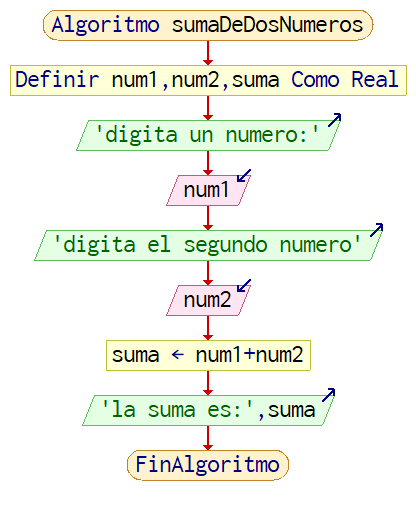 Algoritmo sumaDeDosNumeros
Definir num1,num2,suma Como Real
'digita un numero:'
num1
'digita el segundo numero'
num2
suma ← num1+num2
'la suma es:',suma
FinAlgoritmo